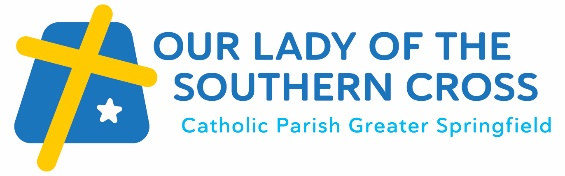 OUR LADY OF THE
SOUTHERN CROSS
Catholic Parish Greater Springfield